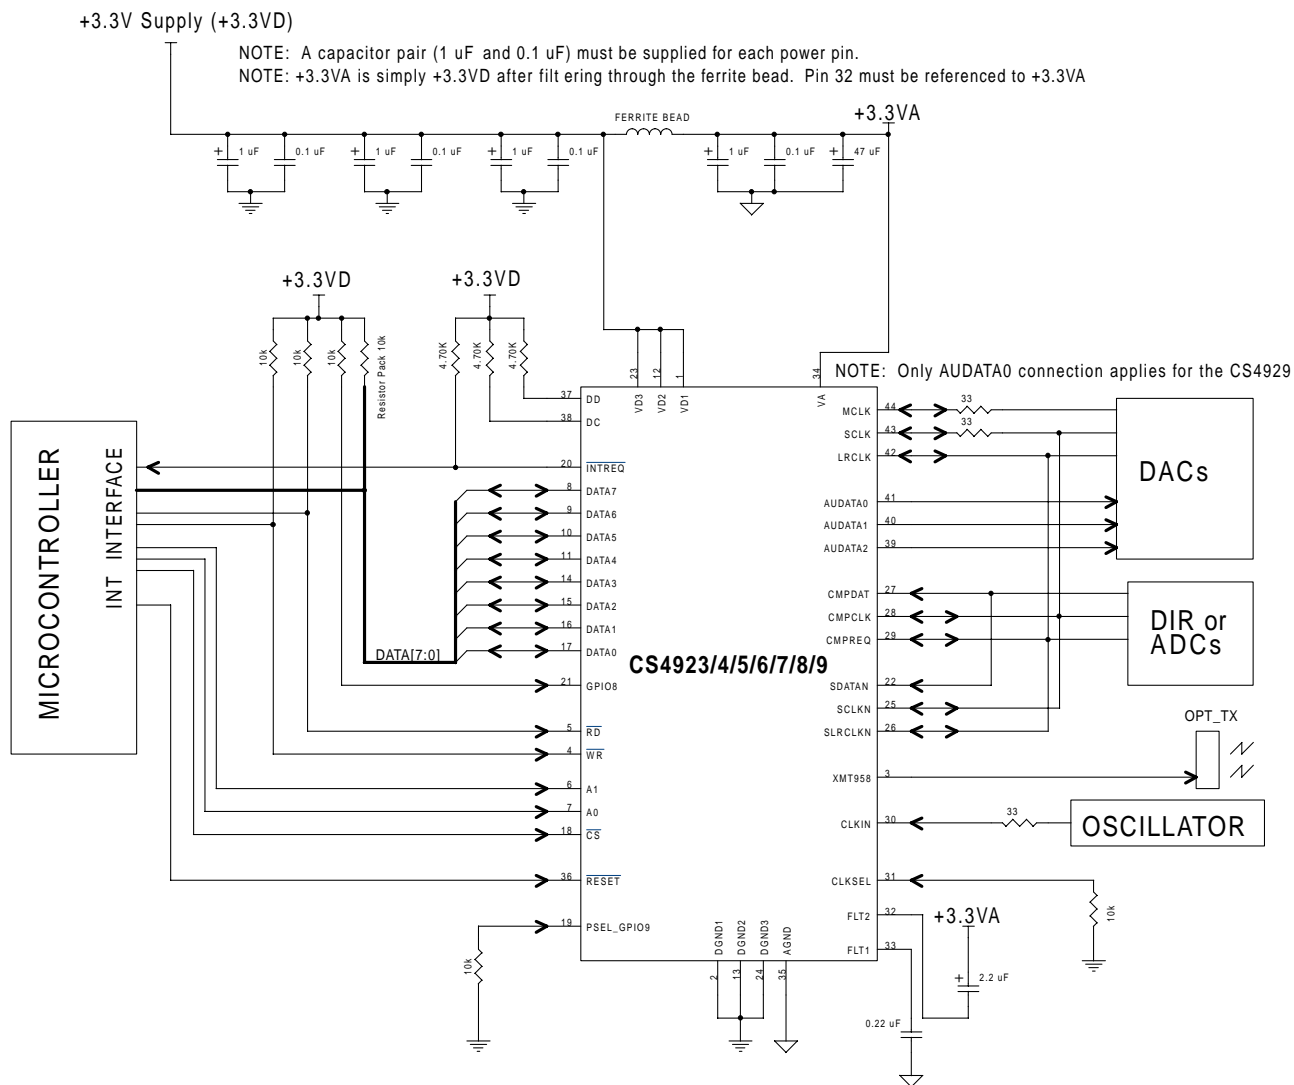 +3.3V Supply (+3.3VD)
NOTE: A capacitor pair (1 uF and 0.1 uF) must be supplied for each power pin.
NOTE: +3.3VA is simply +3.3VD after filt ering through the ferrite bead. Pin 32 must be referenced to +3.3VA
FERRITE BEAD
+3.3VA
+ 1 uF
0.1 uF
+ 1 uF
0.1 uF
+ 1 uF
0.1 uF
+ 1 uF
0.1 uF
+ 47 uF
+3.3VD
+3.3VD
10k
10k
10k
Resistor Pack 10k
4.70K
4.70K
4.70K
23
12
1
34
VD3
VD2
VD1
VA
NOTE: Only AUDATA0 connection applies for the CS4929
MICROCONTROLLER
INT INTERFACE
DATA[7:0]
37 DD
38 DC
20 INTREQ
8 DATA7
9 DATA6
10 DATA5
11 DATA4
14 DATA3
15 DATA2
16 DATA1
17 DATA0
21 GPIO8
5 RD
4 WR
6 A1
7 A0
18 CS
36 RESET
19 PSEL_GPIO9
10k
CS4923/4/5/6/7/8/9
MCLK 44
33
SCLK 43
33
LRCLK 42
AUDATA0 41
AUDATA1 40
AUDATA2 39
DACs
CMPDAT 27
CMPCLK 28
CMPREQ 29
DIR or
ADCs
SDATAN 22
SCLKN 25
SLRCLKN 26
OPT_TX
XMT958 3
CLKIN 30
33
OSCILLATOR
CLKSEL 31
10k
FLT2 32
+3.3VA
FLT1 33
+ 2.2 uF
0.22 uF
DGND1
DGND2
DGND3
AGND
2
13
24
35